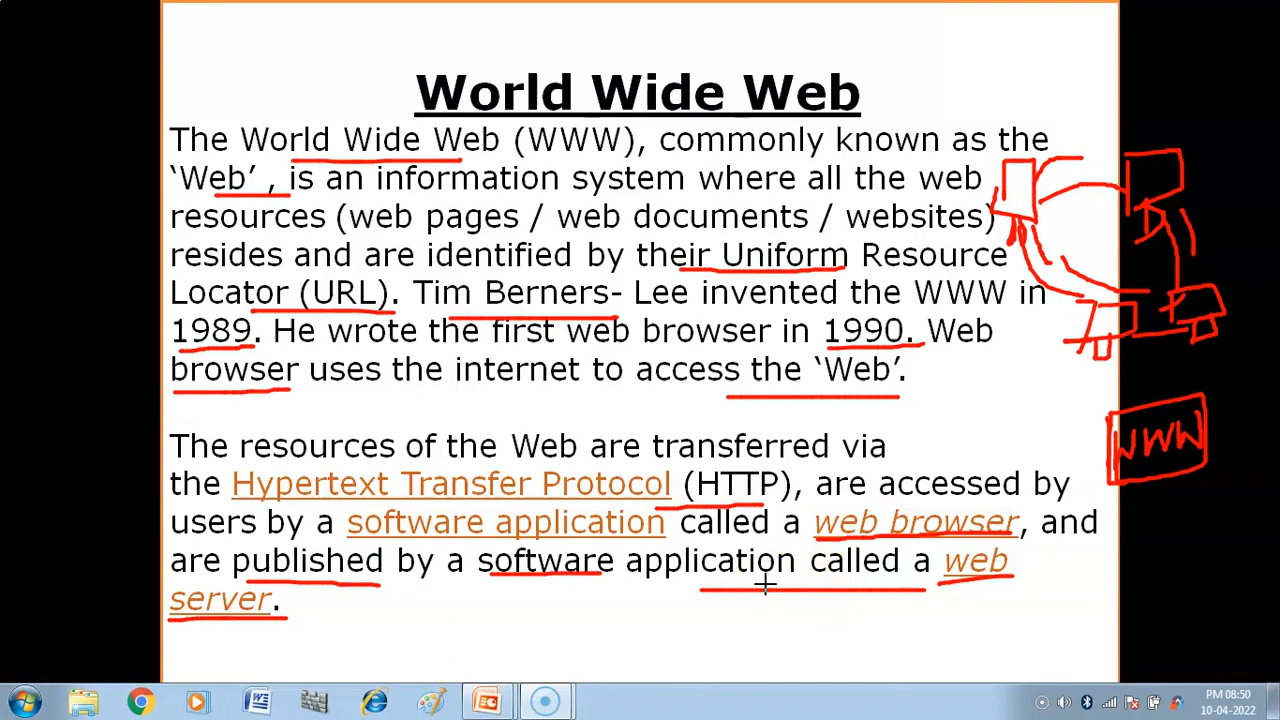 World Wide Web
The World Wide Web (WWW), commonly known as the
‘Web’ , is an information system where all the web
resources (web pages / web documents / websites)
resides and are identified by their Uniform Resource
Locator (URL). Tim Berners- Lee invented the WWW in
1989. He wrote the first web browser in 1990. Web
browser uses the internet to access the ‘Web’.
WWW
The resources of the Web are transferred via
the Hypertext Transfer Protocol (HTTP), are accessed by
users by a software application called a web browser, and
are published by a software application called a web
server.
PM 08:50
10-04-2022